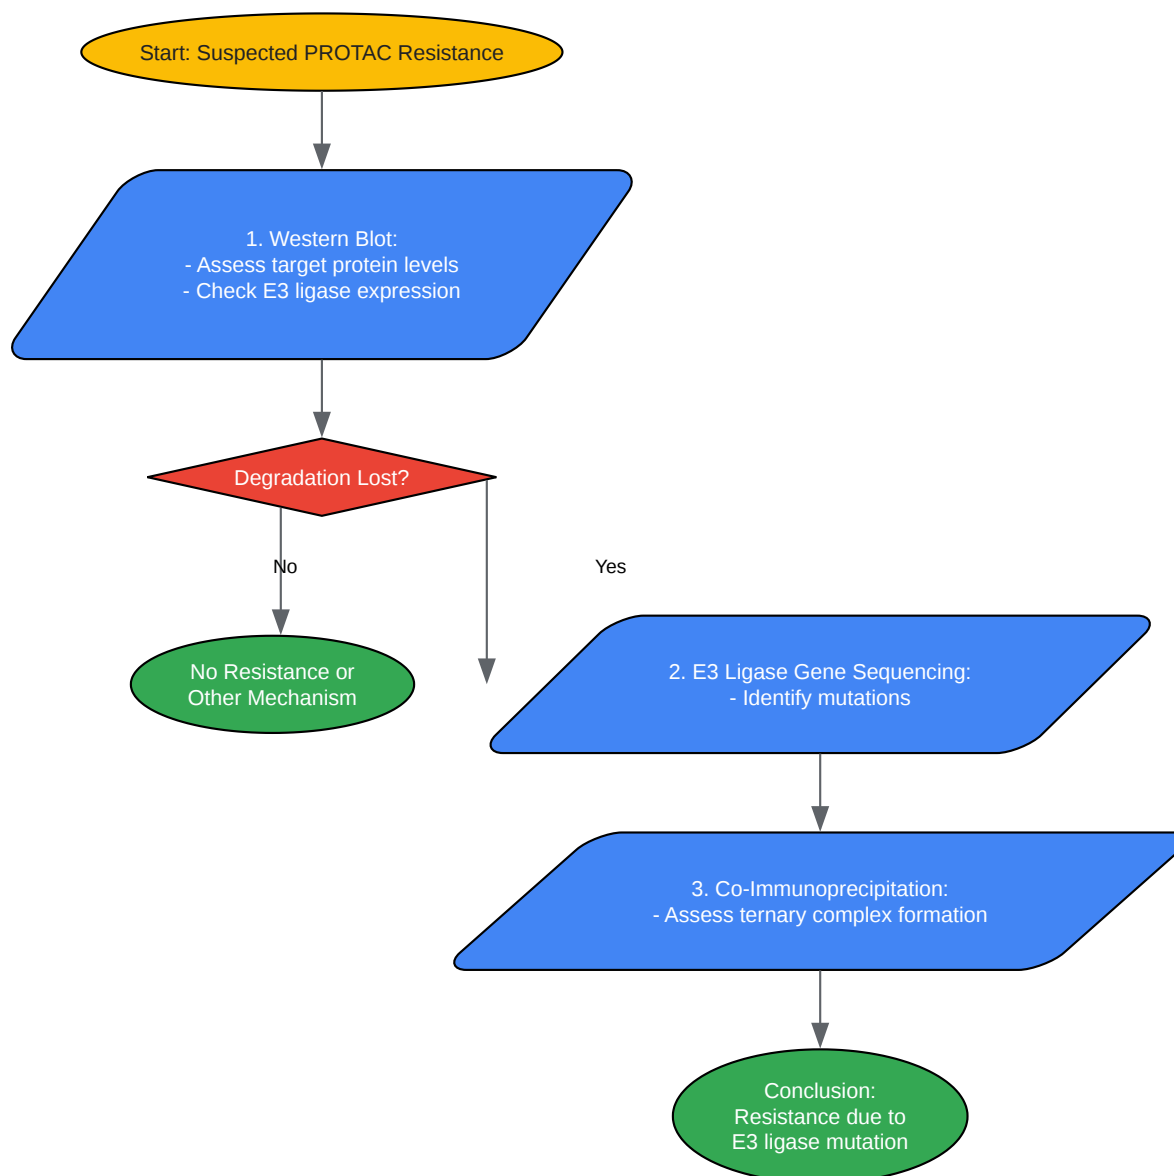 Start: Suspected PROTAC Resistance
1. Western Blot:
- Assess target protein levels
- Check E3 ligase expression
Degradation Lost?
No
Yes
No Resistance or
Other Mechanism
2. E3 Ligase Gene Sequencing:
- Identify mutations
3. Co-Immunoprecipitation:
- Assess ternary complex formation
Conclusion:
Resistance due to
E3 ligase mutation